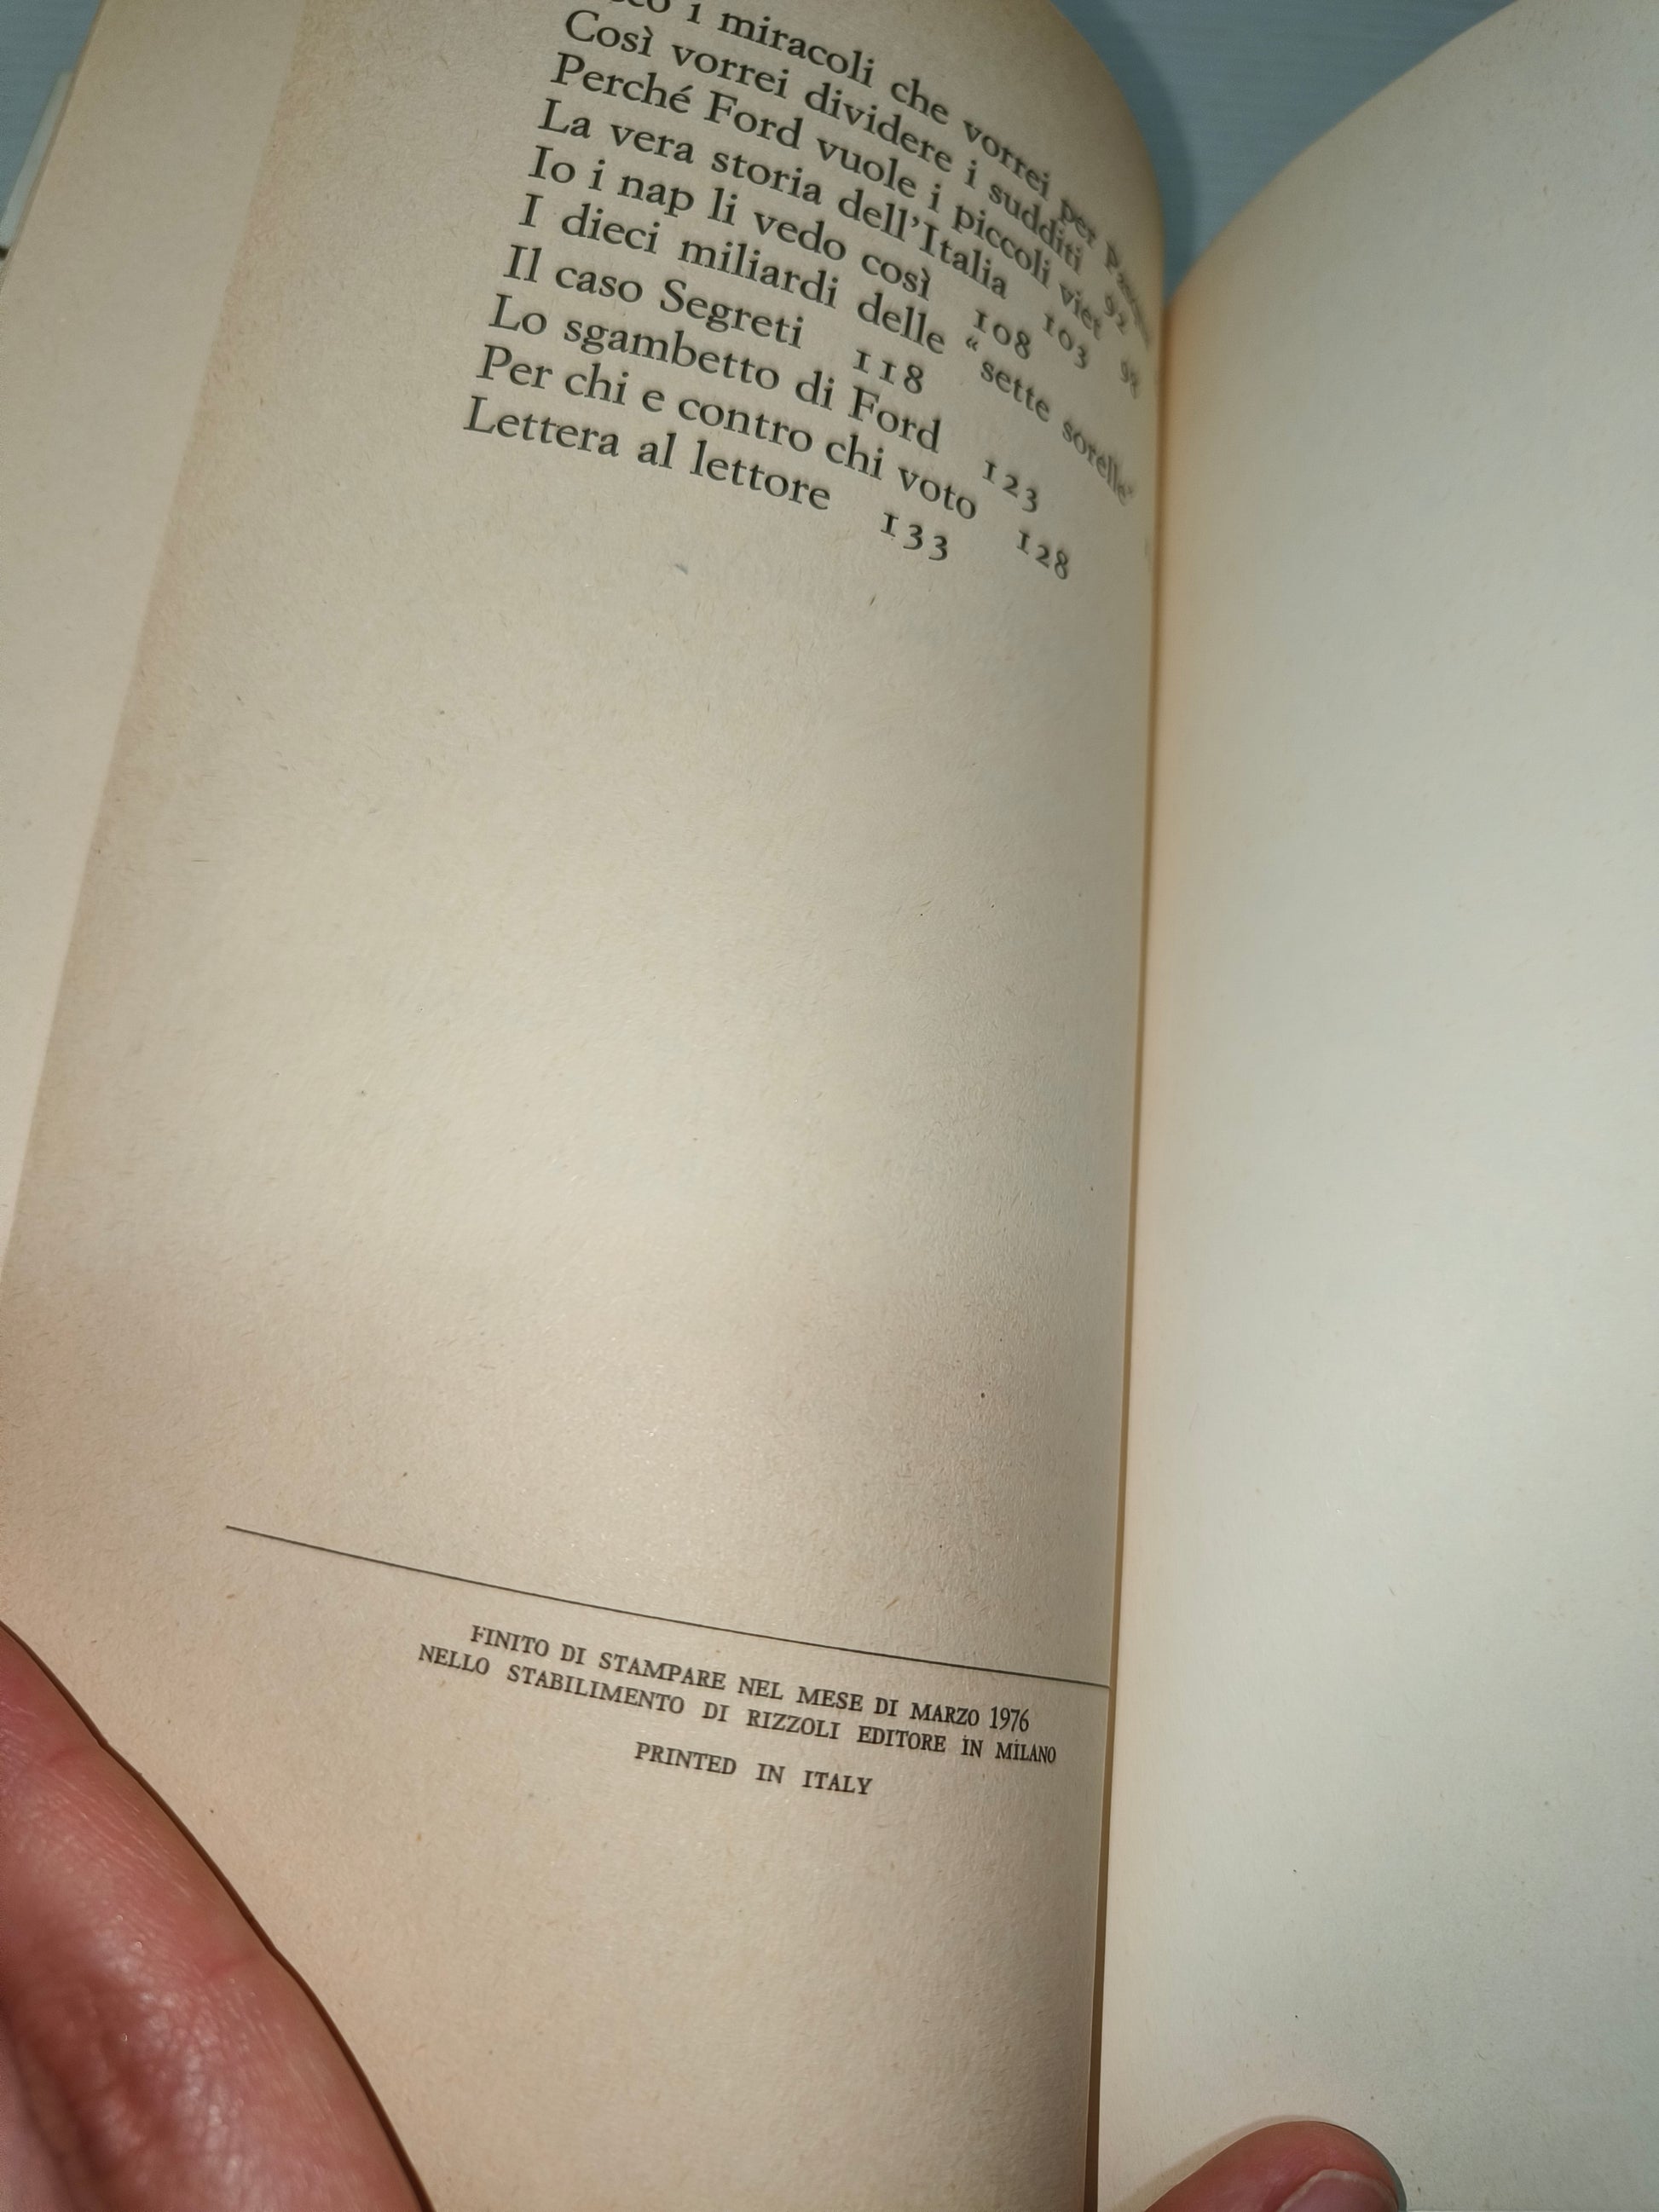 i miracoli che vorrei per
Così vorrei dividere i sudditi 92
Perché Ford vuole i piccoli viet 98
La vera storia dell'Italia 103
Io i nap li vedo così 108
I dieci miliardi delle “sette sorelle”
Il caso Segreti 118
Lo sgambetto di Ford 123
Per chi e contro chi voto 128
Lettera al lettore 133
FINITO DI STAMPARE NEL MESE DI MARZO 1976
NELLO STABILIMENTO DI RIZZOLI EDITORE IN MILANO
PRINTED IN ITALY